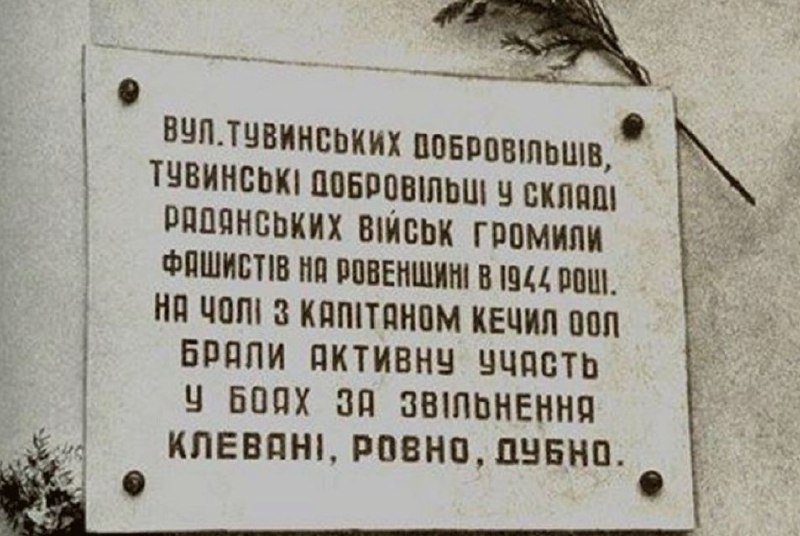 ВУЛ. ТУВИНСЬКИХ ДОБРОВІЛЬЦІВ,
ТУВИНСЬКІ ДОБРОВІЛЬЦІ У СКЛАДІ
РАДЯНСЬКИХ ВІЙСЬК ГРОМИЛИ
ФАШИСТІВ НА РОВЕНЩИНІ В 1944 РОЦІ.
НА ЧОЛІ З КАПІТАНОМ КЕЧИЛ ООЛ
БРАЛИ АКТИВНУ УЧАСТЬ
У БОЯХ ЗА ЗВІЛЬНЕННЯ
КЛЕВАНІ, РОВНО, ДУБНО.